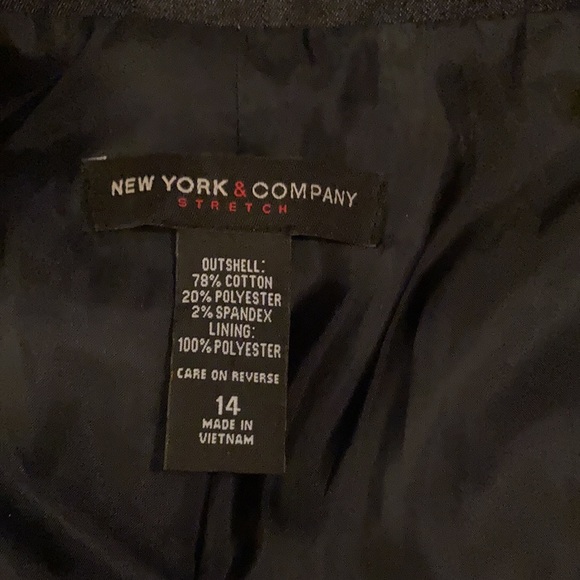 NEW YORK & COMPANY
STRETCH
OUTSHELL:
78% COTTON
20% POLYESTER
2% SPANDEX
LINING:
100% POLYESTER
CARE ON REVERSE
14
MADE IN
VIETNAM